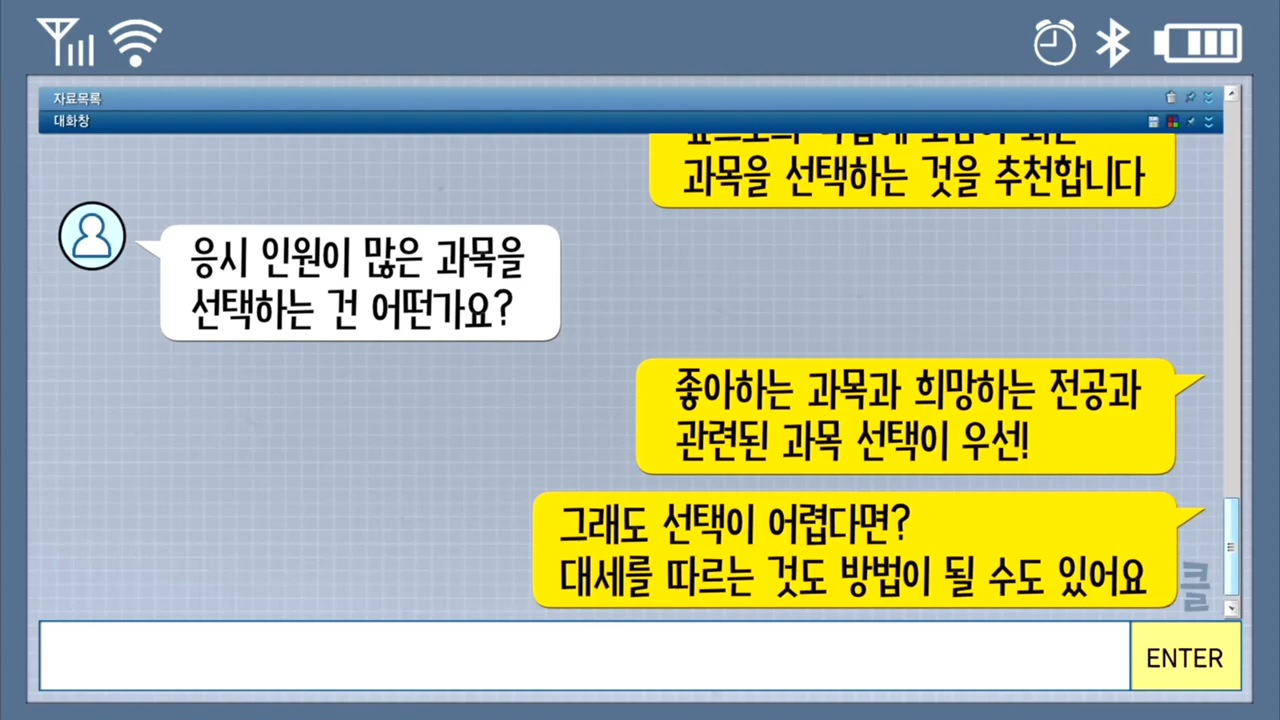 자료목록
대화창
과목을 선택하는 것을 추천합니다
응시 인원이 많은 과목을
선택하는 건 어떤가요?
좋아하는 과목과 희망하는 전공과
관련된 과목 선택이 우선!
그래도 선택이 어렵다면?
대세를 따르는 것도 방법이 될 수도 있어요
클
ENTER